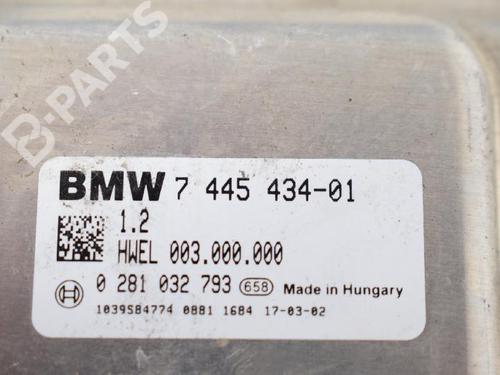 B-PARTS
BMW 7 445 434-01
1.2
HWEL 003.000.000
0 281 032 793 658 Made in Hungary
1039S84774 0881 1684 17-03-02